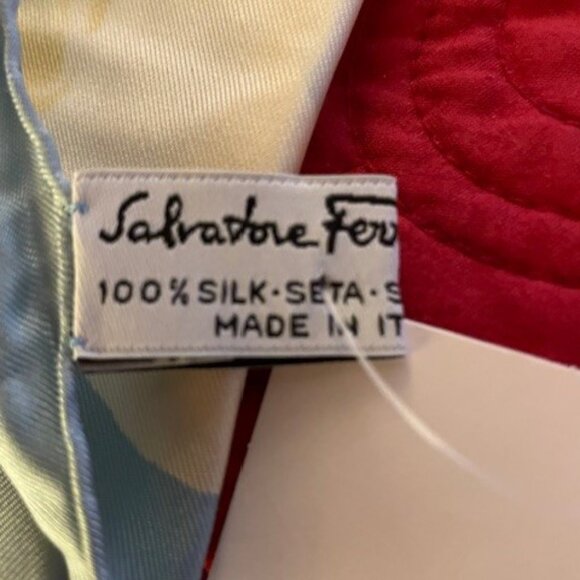 Salvatore Fer
100% SILK·SETA·S
MADE IN IT